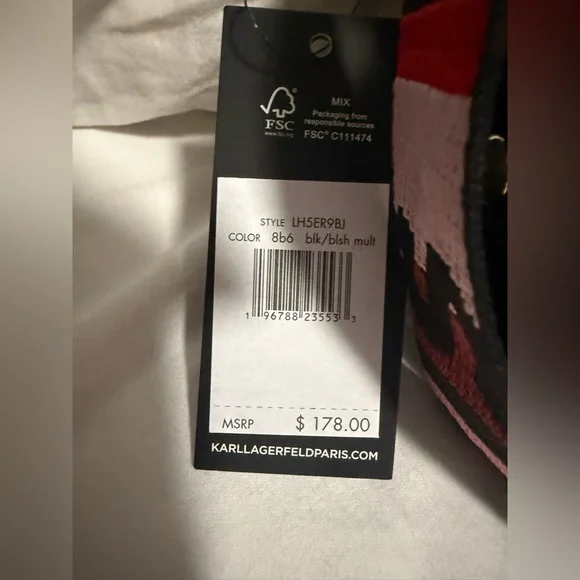 MIX
Packaging from
responsible sources
FSC® C111474
FSC
www.fsc.org
STYLE LH5ER9BJ
COLOR 8b6 blk/blsh mult
1 96788 23553 3
MSRP $ 178.00
KARLLAGERFELDPARIS.COM